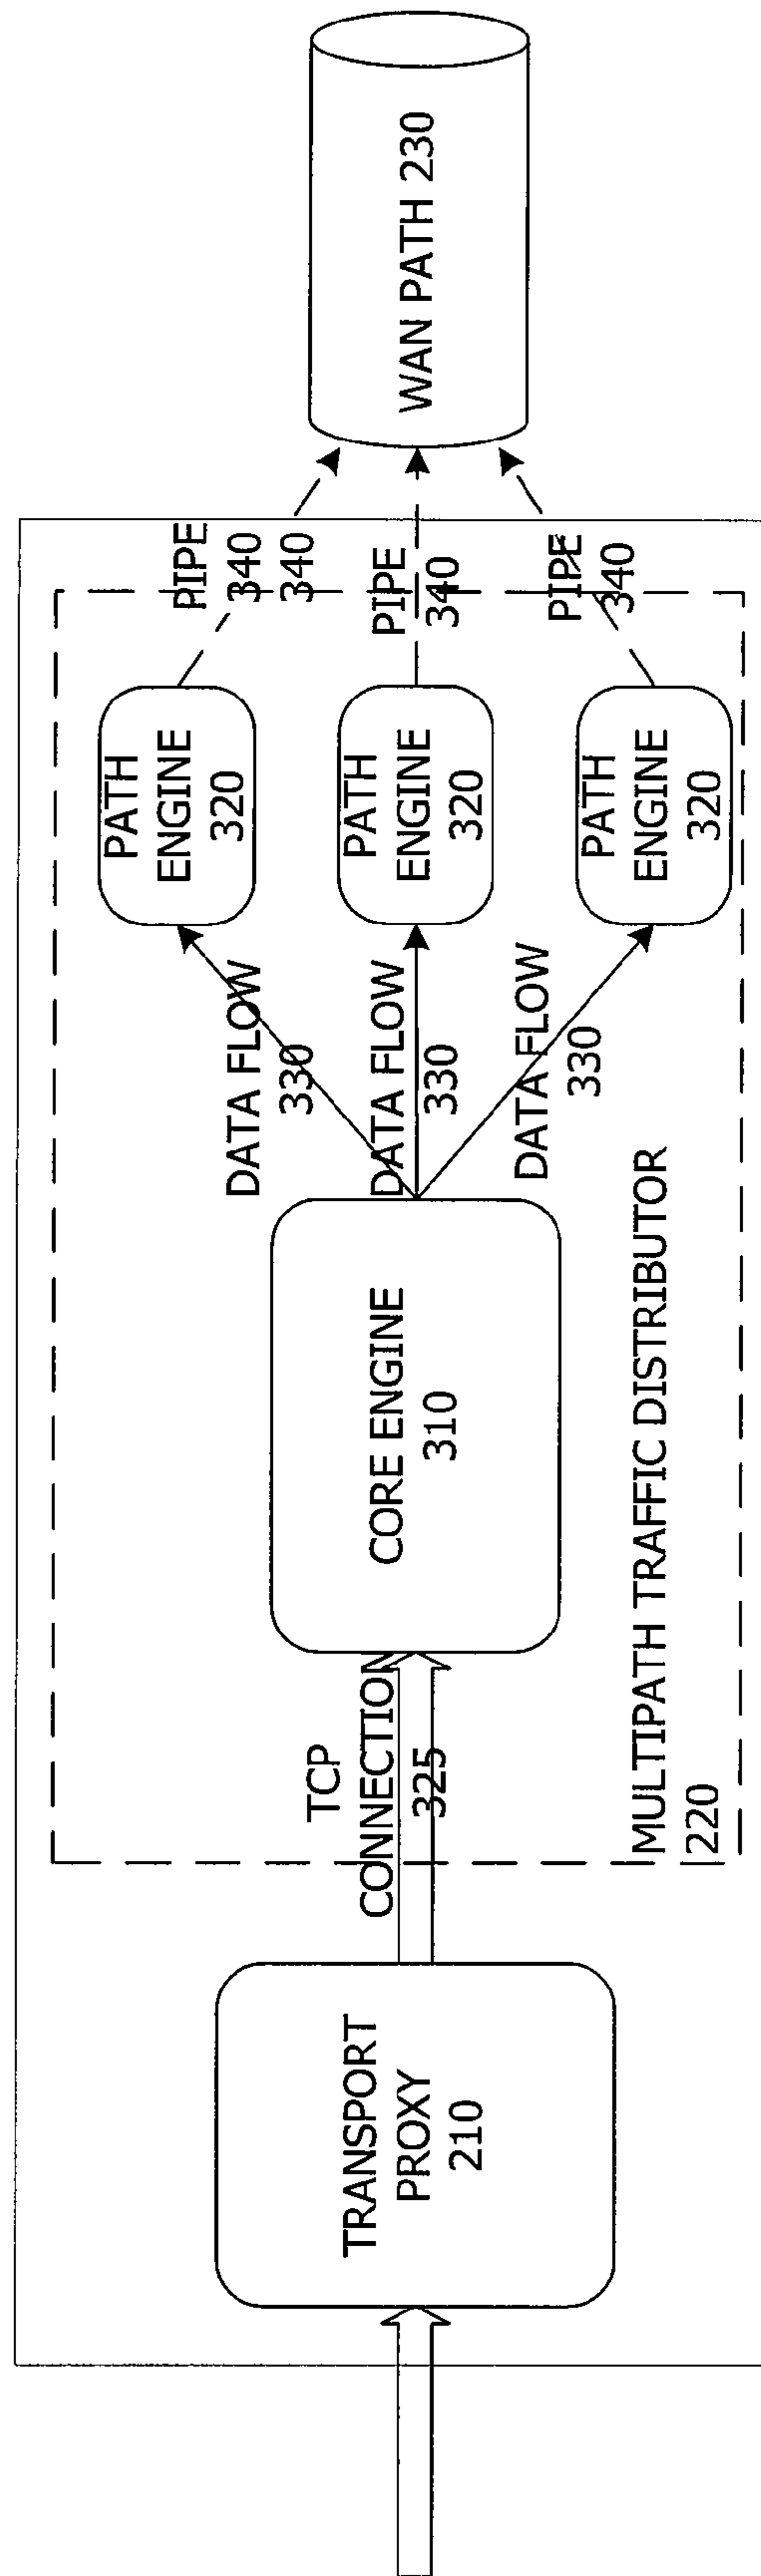 TRANSPORT
PROXY
210
TCP
CONNECTION
325
CORE ENGINE
310
MULTIPATH TRAFFIC DISTRIBUTOR
220
DATA FLOW
330
DATA FLOW
330
DATA FLOW
330
PATH
ENGINE
320
PATH
ENGINE
320
PATH
ENGINE
320
PIPE
340
340
PIPE
340
PIPE
340
WAN PATH 230